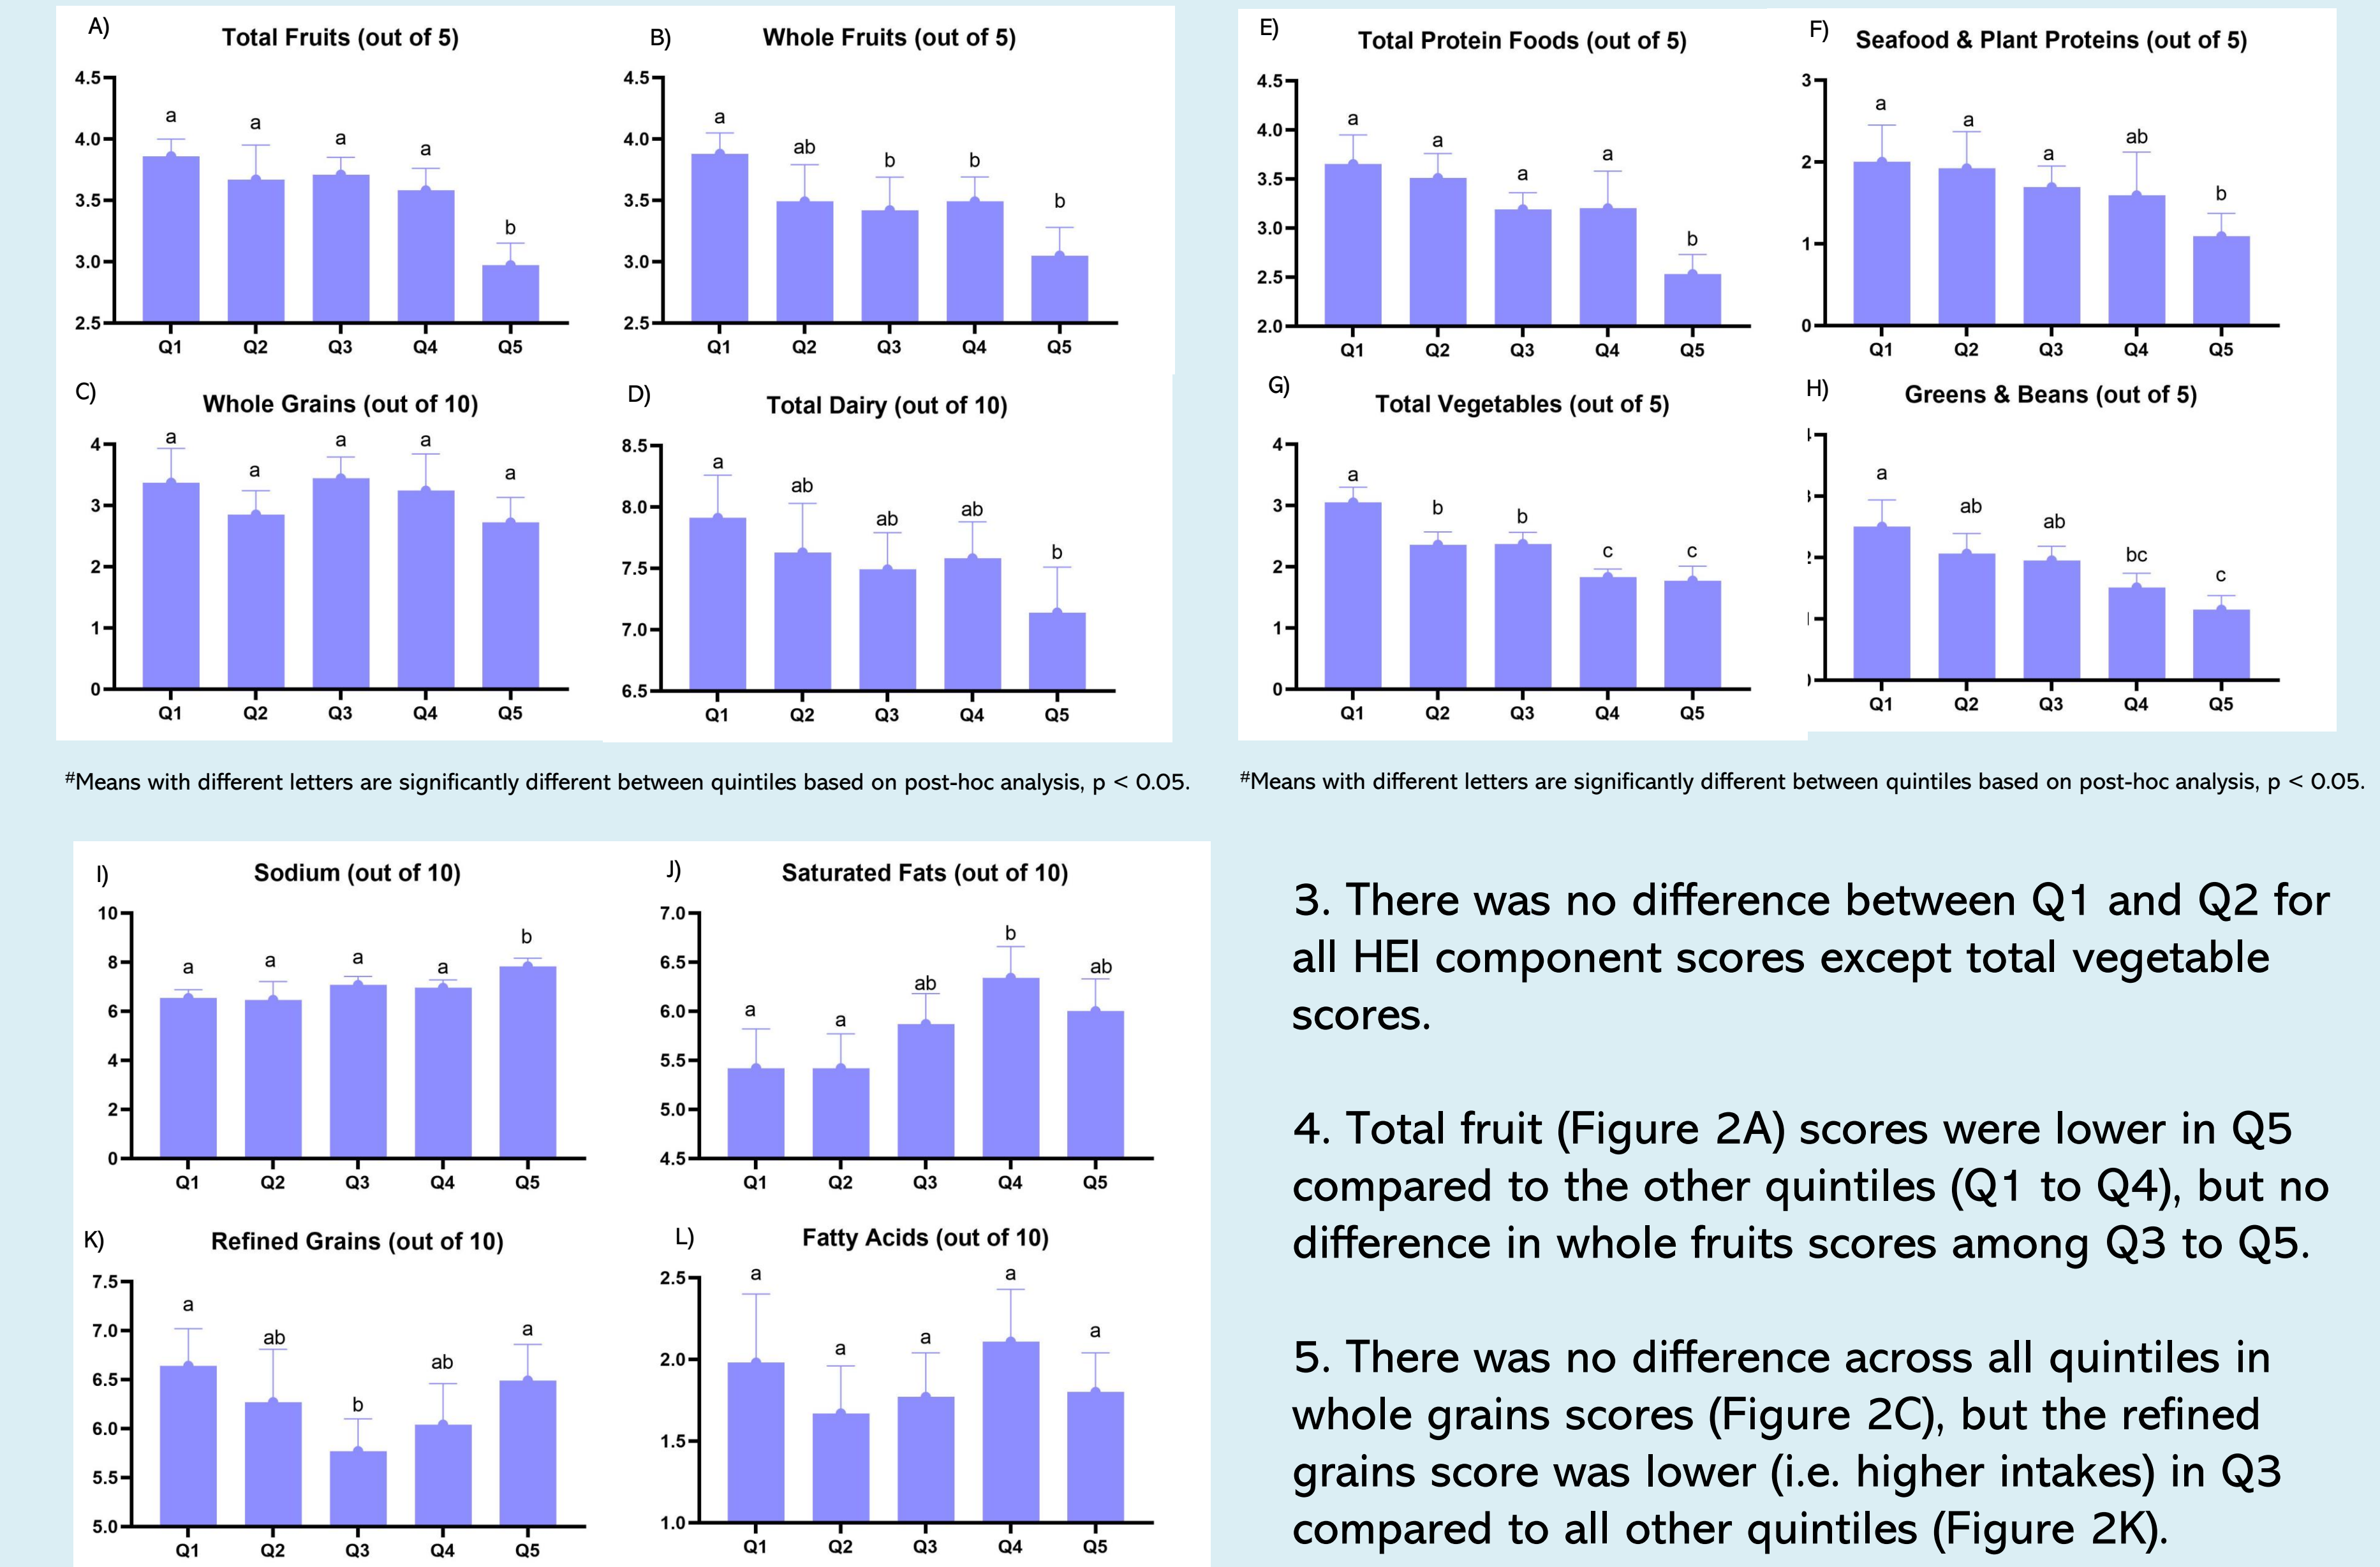 A)
Total Fruits (out of 5)
4.5
4.0
3.5
3.0
2.5
a
a
a
a
b
Q1 Q2 Q3 Q4 Q5
B)
Whole Fruits (out of 5)
4.5
4.0
3.5
3.0
2.5
a
ab
b
b
b
Q1 Q2 Q3 Q4 Q5
C)
Whole Grains (out of 10)
4
3
2
1
0
a
a
a
a
a
Q1 Q2 Q3 Q4 Q5
D)
Total Dairy (out of 10)
8.5
8.0
7.5
7.0
6.5
a
ab
ab
ab
b
Q1 Q2 Q3 Q4 Q5
#Means with different letters are significantly different between quintiles based on post-hoc analysis, p < 0.05.
E)
Total Protein Foods (out of 5)
4.5
4.0
3.5
3.0
2.5
2.0
a
a
a
a
b
Q1 Q2 Q3 Q4 Q5
F)
Seafood & Plant Proteins (out of 5)
3
2
1
0
a
a
a
ab
b
Q1 Q2 Q3 Q4 Q5
G)
Total Vegetables (out of 5)
4
3
2
1
0
a
b
b
c
c
Q1 Q2 Q3 Q4 Q5
H)
Greens & Beans (out of 5)
a
ab
ab
bc
c
Q1 Q2 Q3 Q4 Q5
#Means with different letters are significantly different between quintiles based on post-hoc analysis, p < 0.05.
I)
Sodium (out of 10)
10
8
6
4
2
0
a
a
a
a
b
Q1 Q2 Q3 Q4 Q5
J)
Saturated Fats (out of 10)
7.0
6.5
6.0
5.5
5.0
4.5
a
a
ab
b
ab
Q1 Q2 Q3 Q4 Q5
K)
Refined Grains (out of 10)
7.5
7.0
6.5
6.0
5.5
5.0
a
ab
b
ab
a
Q1 Q2 Q3 Q4 Q5
L)
Fatty Acids (out of 10)
2.5
2.0
1.5
1.0
a
a
a
a
a
Q1 Q2 Q3 Q4 Q5
3. There was no difference between Q1 and Q2 for
all HEI component scores except total vegetable
scores.
4. Total fruit (Figure 2A) scores were lower in Q5
compared to the other quintiles (Q1 to Q4), but no
difference in whole fruits scores among Q3 to Q5.
5. There was no difference across all quintiles in
whole grains scores (Figure 2C), but the refined
grains score was lower (i.e. higher intakes) in Q3
compared to all other quintiles (Figure 2K).